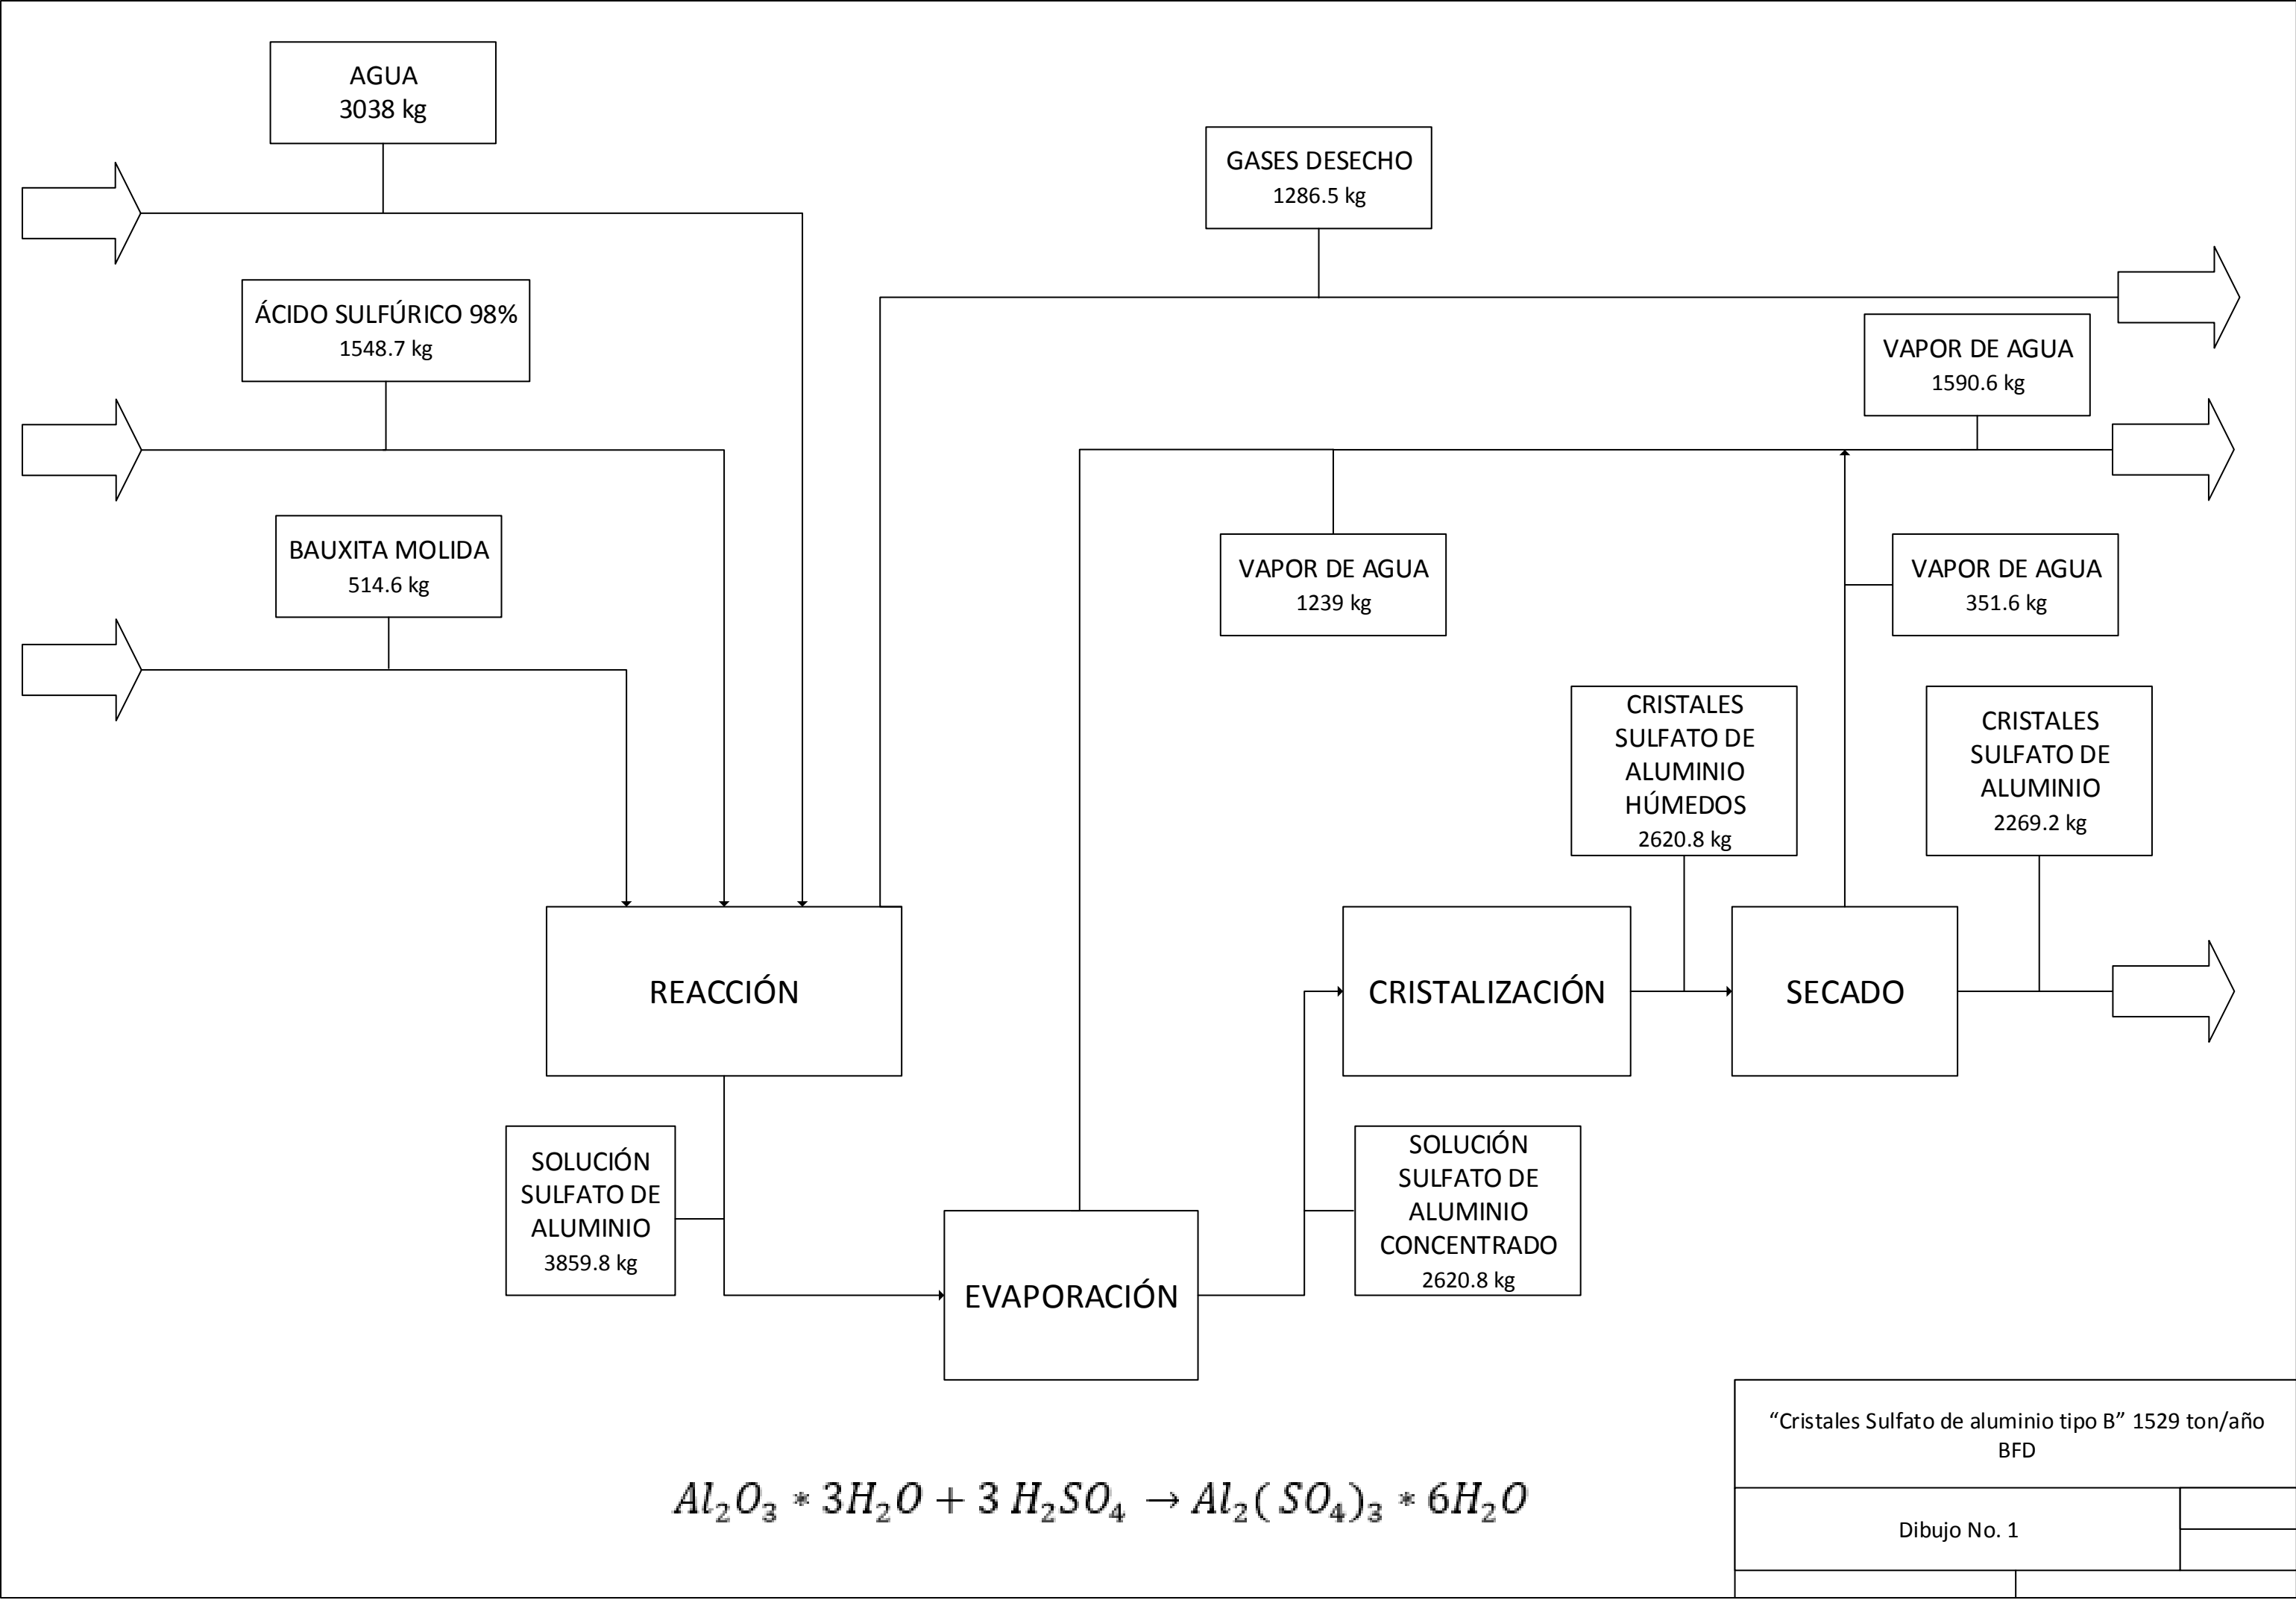 AGUA
3038 kg
GASES DESECHO
1286.5 kg
ÁCIDO SULFÚRICO 98%
1548.7 kg
VAPOR DE AGUA
1590.6 kg
BAUXITA MOLIDA
514.6 kg
VAPOR DE AGUA
1239 kg
VAPOR DE AGUA
351.6 kg
CRISTALES
SULFATO DE
ALUMINIO
HÚMEDOS
2620.8 kg
CRISTALES
SULFATO DE
ALUMINIO
2269.2 kg
REACCIÓN
CRISTALIZACIÓN
SECADO
SOLUCIÓN
SULFATO DE
ALUMINIO
3859.8 kg
SOLUCIÓN
SULFATO DE
ALUMINIO
CONCENTRADO
2620.8 kg
EVAPORACIÓN
“Cristales Sulfato de aluminio tipo B” 1529 ton/año
BFD
Al₂O₃ * 3H₂O + 3 H₂SO₄ → Al₂( SO₄)₃ * 6H₂O
Dibujo No. 1